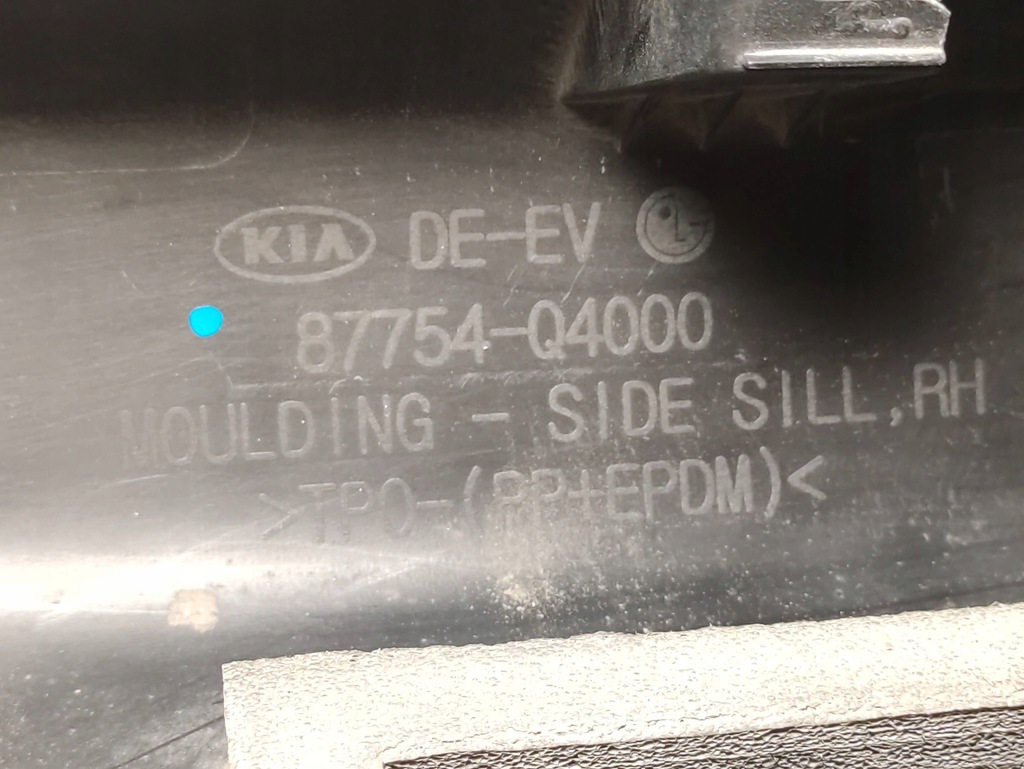 KIA DE-EV LG
87754-Q4000
MOULDING - SIDE SILL, RH
>TPO-(PP+EPDM)<